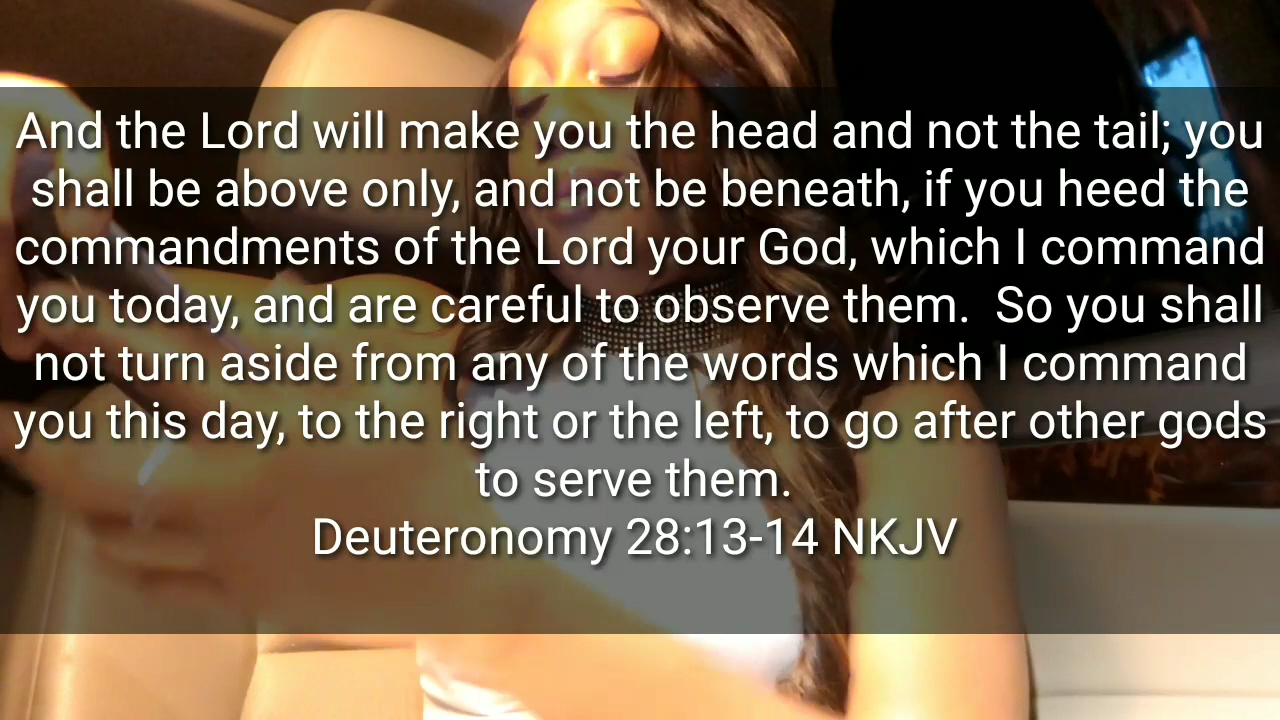 And the Lord will make you the head and not the tail; you
shall be above only, and not be beneath, if you heed the
commandments of the Lord your God, which I command
you today, and are careful to observe them.  So you shall
not turn aside from any of the words which I command
you this day, to the right or the left, to go after other gods
to serve them.
Deuteronomy 28:13-14 NKJV